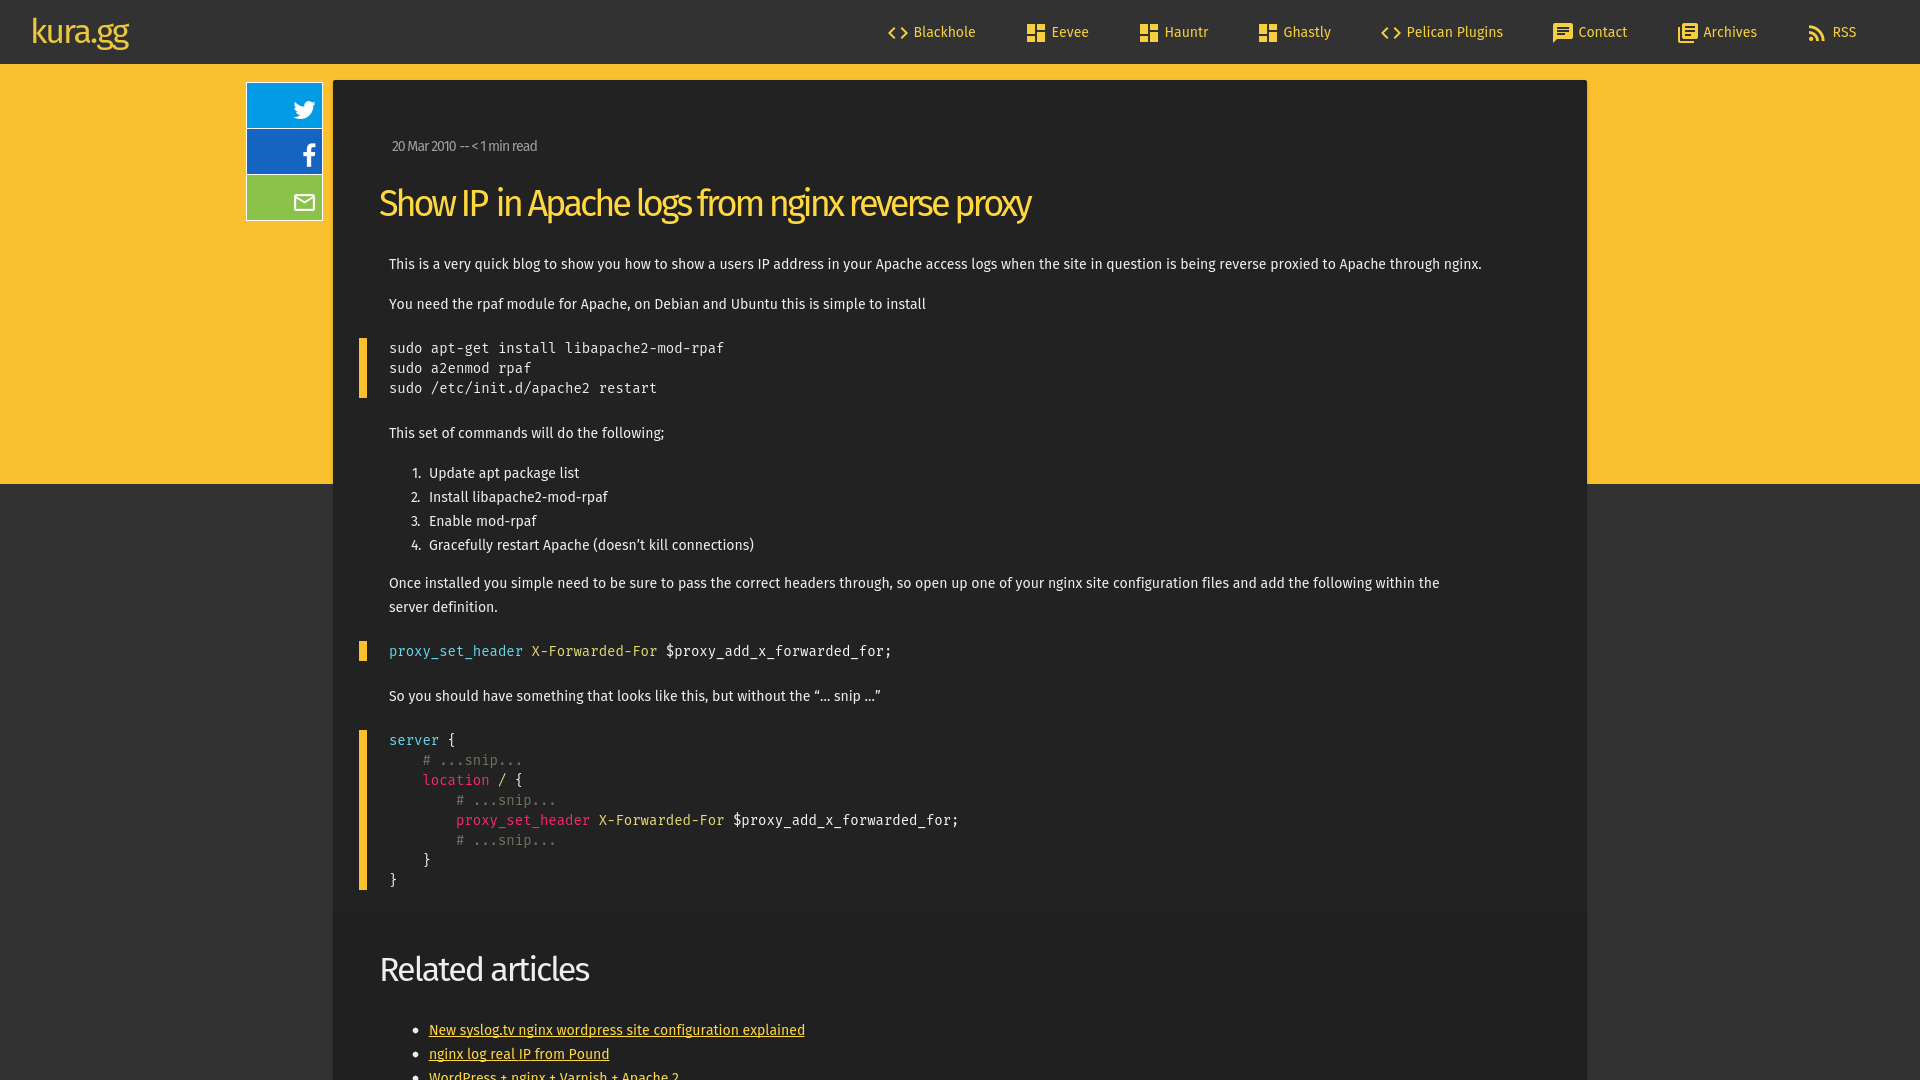 kura.gg
Blackhole
Eevee
Hauntr
Ghastly
Pelican Plugins
Contact
Archives
RSS
20 Mar 2010 -- < 1 min read
Show IP in Apache logs from nginx reverse proxy
This is a very quick blog to show you how to show a users IP address in your Apache access logs when the site in question is being reverse proxied to Apache through nginx.
You need the rpaf module for Apache, on Debian and Ubuntu this is simple to install
sudo apt-get install libapache2-mod-rpaf
sudo a2enmod rpaf
sudo /etc/init.d/apache2 restart
This set of commands will do the following;
1. Update apt package list
2. Install libapache2-mod-rpaf
3. Enable mod-rpaf
4. Gracefully restart Apache (doesn’t kill connections)
Once installed you simple need to be sure to pass the correct headers through, so open up one of your nginx site configuration files and add the following within the
server definition.
proxy_set_header X-Forwarded-For $proxy_add_x_forwarded_for;
So you should have something that looks like this, but without the “… snip …”
server {
# ...snip...
location / {
# ...snip...
proxy_set_header X-Forwarded-For $proxy_add_x_forwarded_for;
# ...snip...
}
}
Related articles
New syslog.tv nginx wordpress site configuration explained
nginx log real IP from Pound
WordPress + nginx + Varnish + Apache 2